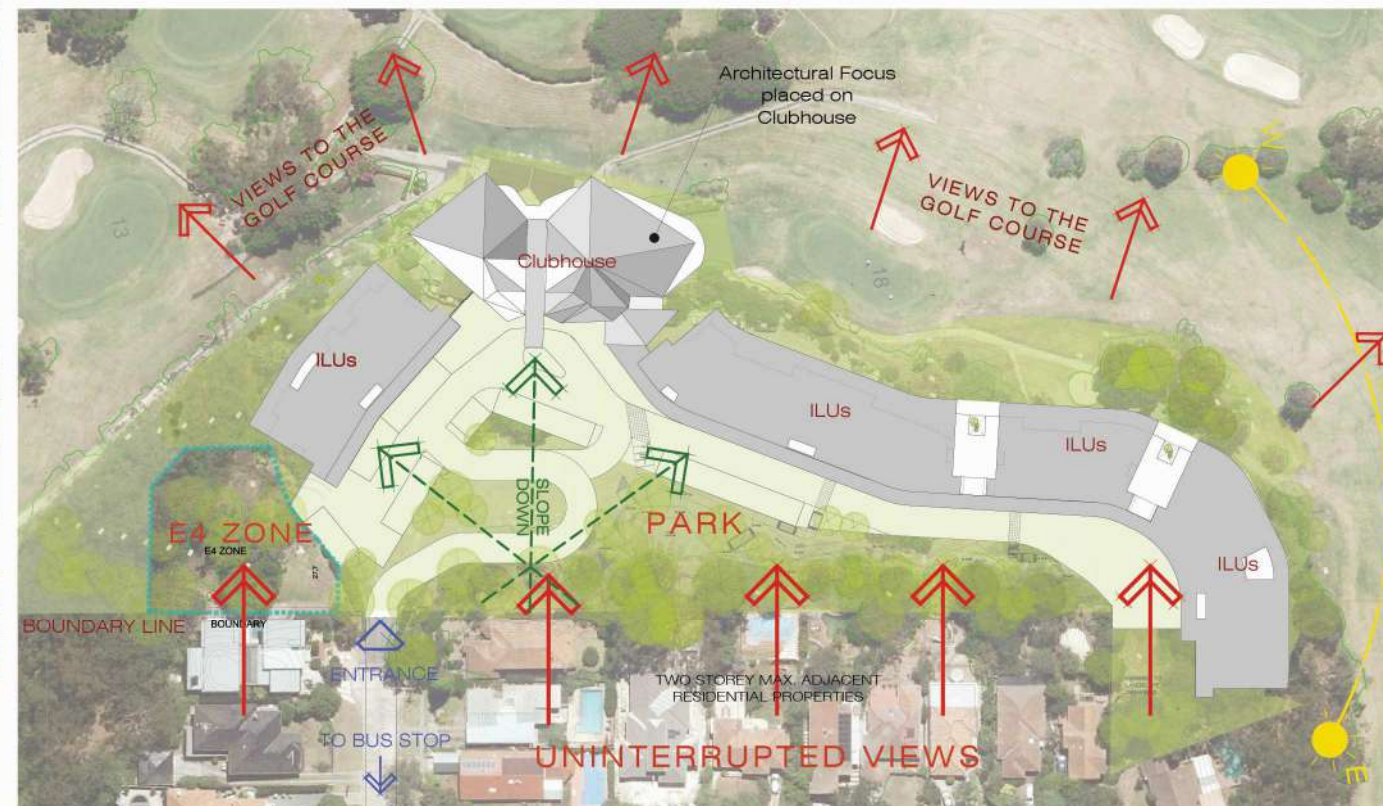 Architectural Focus
placed on
Clubhouse
VIEWS TO THE
GOLF COURSE
VIEWS TO THE
GOLF COURSE
W
13
18
Clubhouse
ILUs
ILUs
ILUs
ILUs
SLOPE
DOWN
PARK
E4 ZONE
E4 ZONE
27.7
BOUNDARY LINE
BOUNDARY
ENTRANCE
TWO STOREY MAX. ADJACENT
RESIDENTIAL PROPERTIES
TO BUS STOP
UNINTERRUPTED VIEWS
E